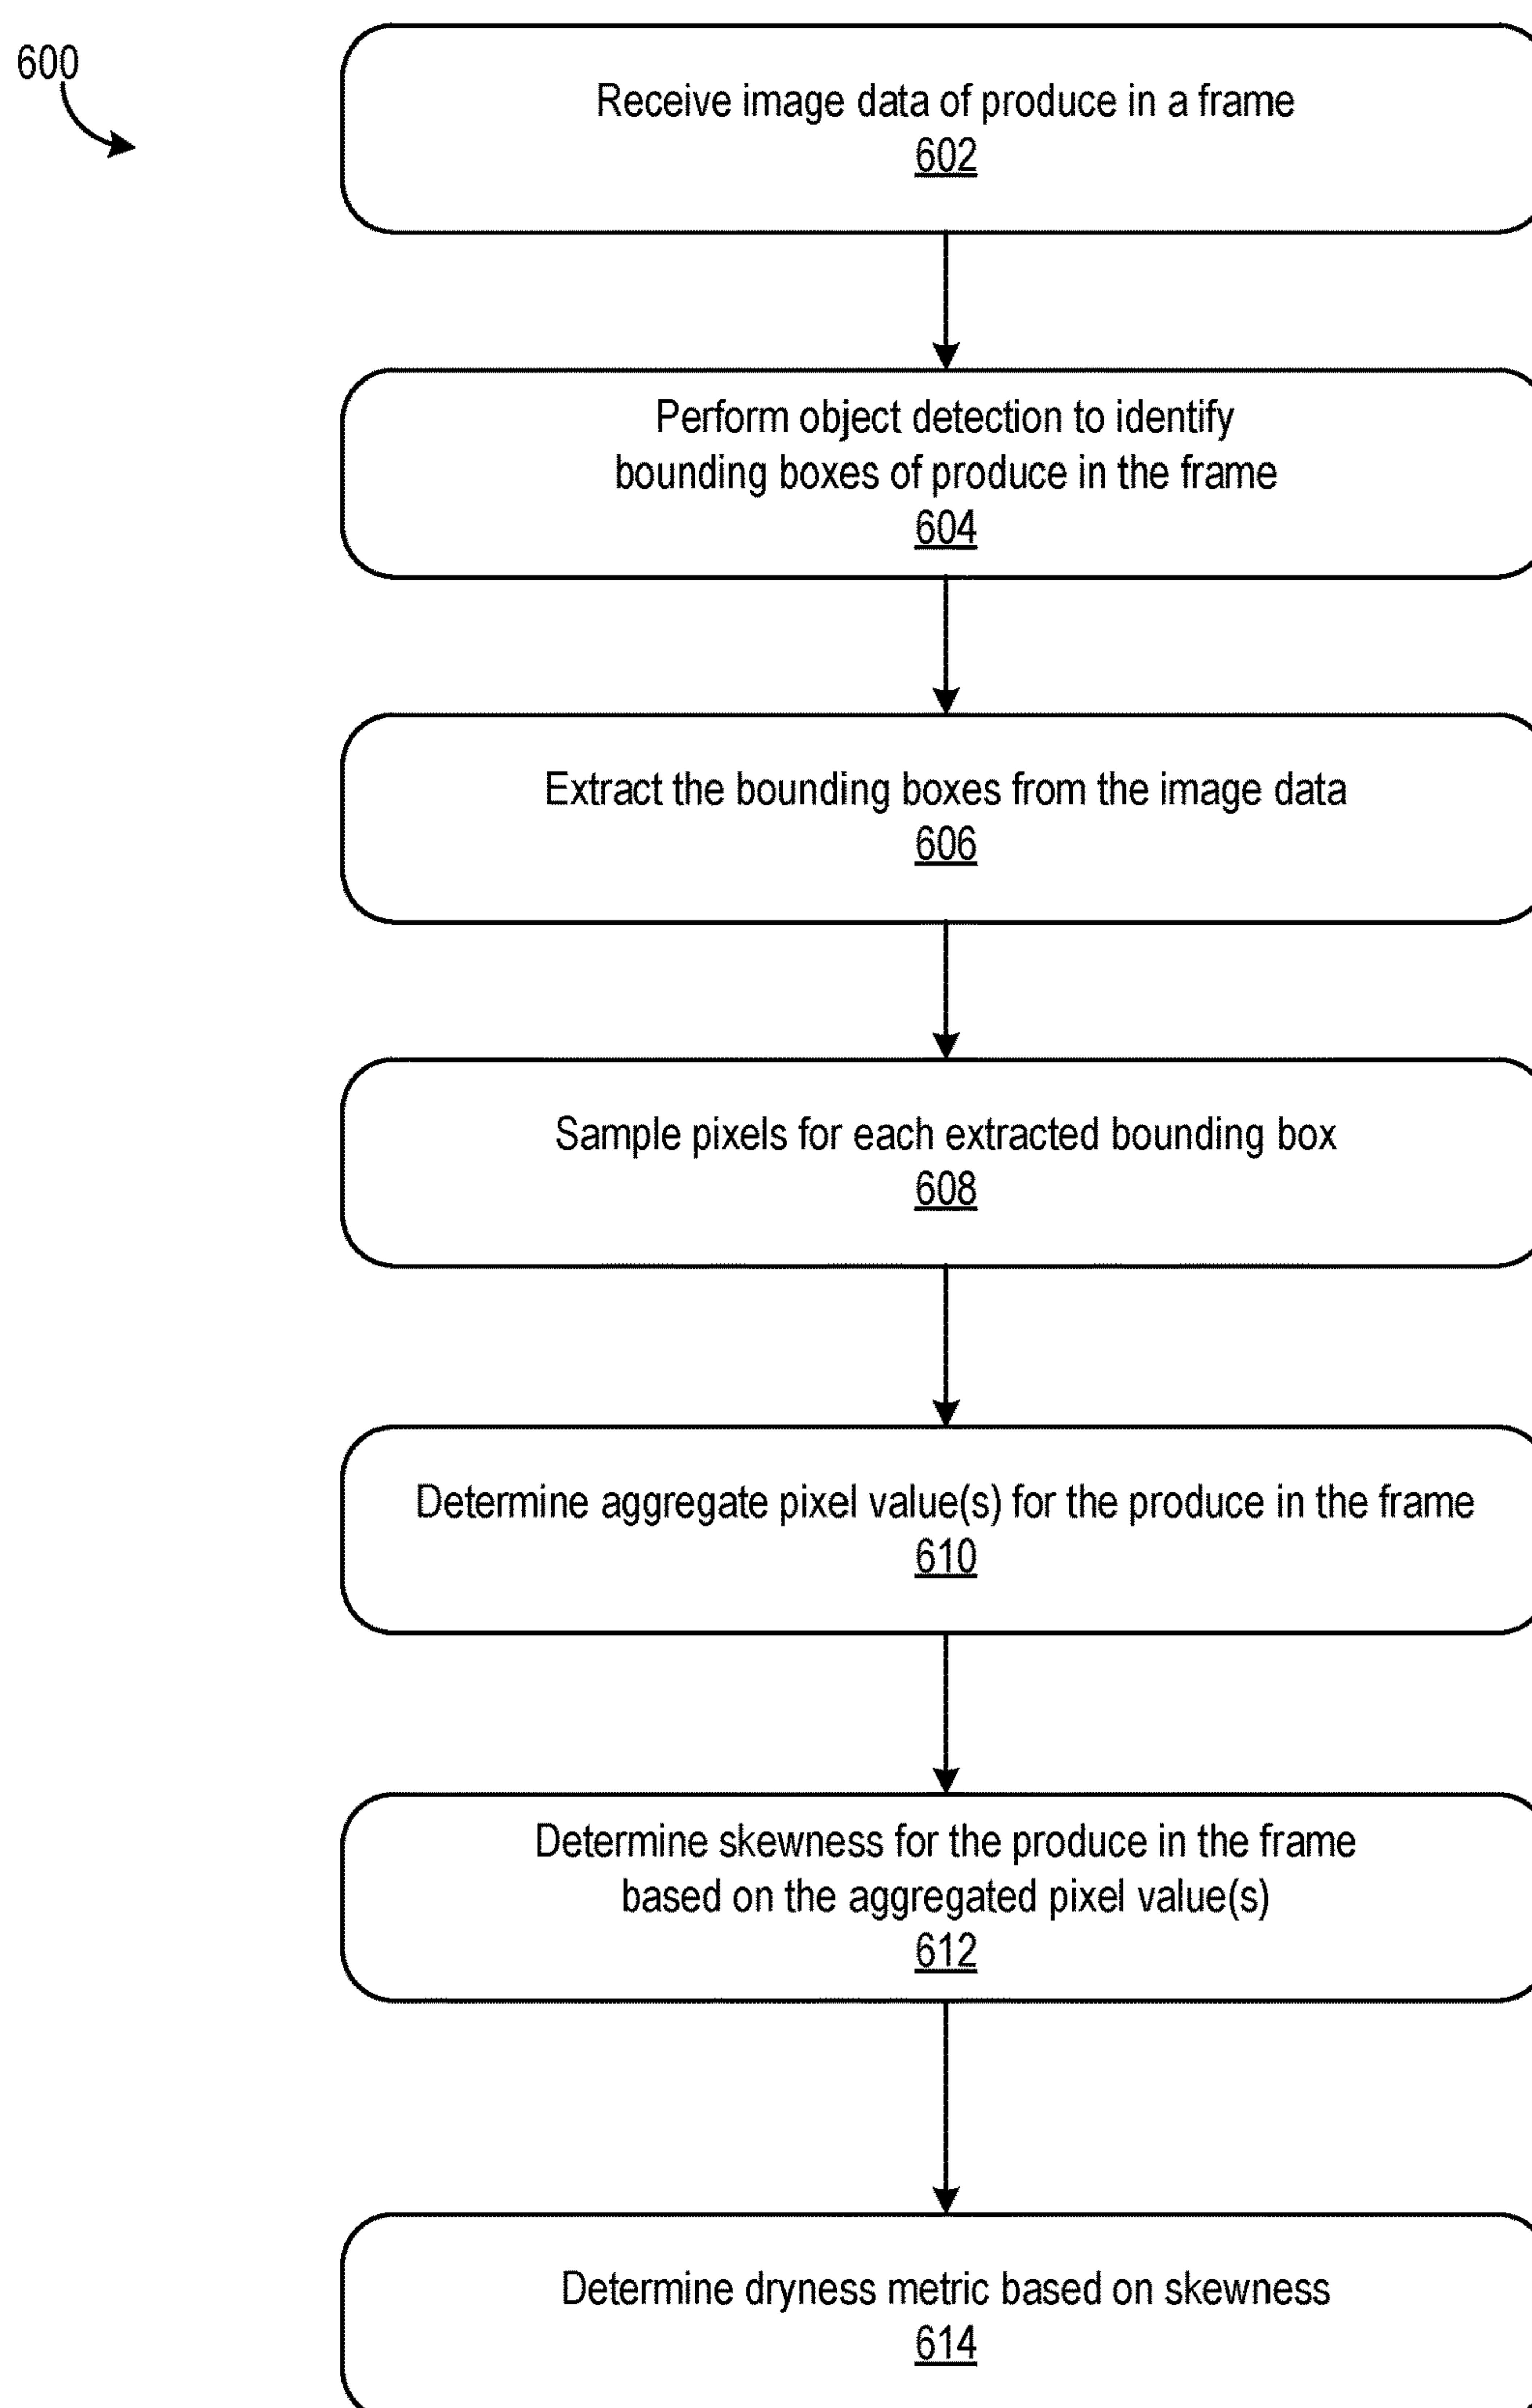 600
Receive image data of produce in a frame
602
Perform object detection to identify
bounding boxes of produce in the frame
604
Extract the bounding boxes from the image data
606
Sample pixels for each extracted bounding box
608
Determine aggregate pixel value(s) for the produce in the frame
610
Determine skewness for the produce in the frame
based on the aggregated pixel value(s)
612
Determine dryness metric based on skewness
614